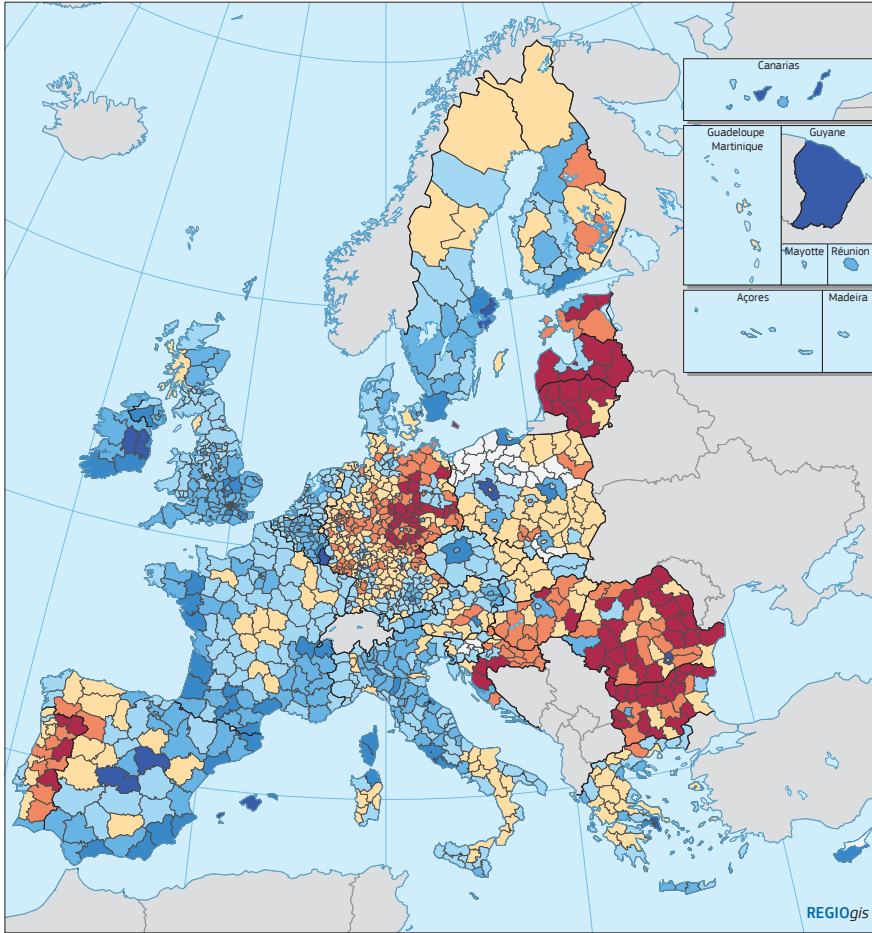 Canarias
Guadeloupe
Martinique
Guyane
Mayotte
Réunion
Açores
Madeira
REGIOgis